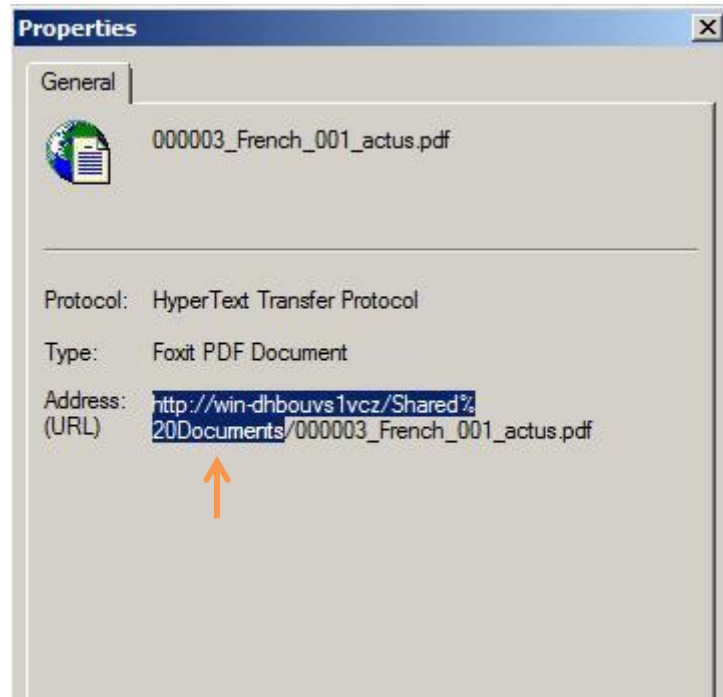 Properties
General
000003_French_001_actus.pdf
Protocol: HyperText Transfer Protocol
Type: Foxit PDF Document
Address: http://win-dhbouvs1vcz/Shared%
(URL) 20Documents/000003_French_001_actus.pdf